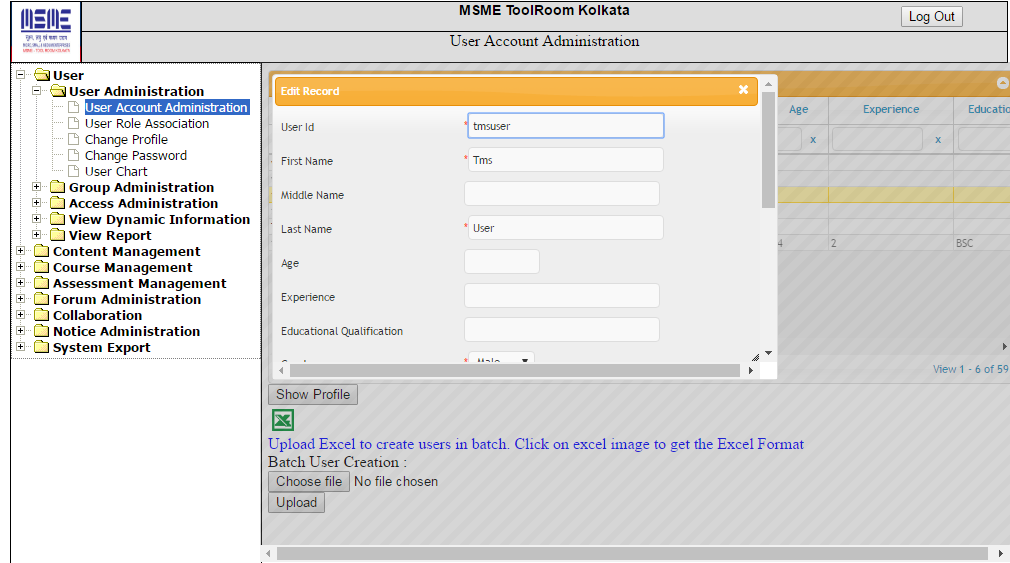 MSME ToolRoom Kolkata
Log Out
User Account Administration
User
User Administration
User Account Administration
User Role Association
Change Profile
Change Password
User Chart
Group Administration
Access Administration
View Dynamic Information
View Report
Content Management
Course Management
Assessment Management
Forum Administration
Collaboration
Notice Administration
System Export
Edit Record
User Id * tmsuser
First Name * Tms
Middle Name
Last Name * User
Age
Experience
Educational Qualification
* Male
Age Experience
x x
4 2 BSC
View 1 - 6 of 59
Show Profile
Upload Excel to create users in batch. Click on excel image to get the Excel Format
Batch User Creation :
Choose file No file chosen
Upload